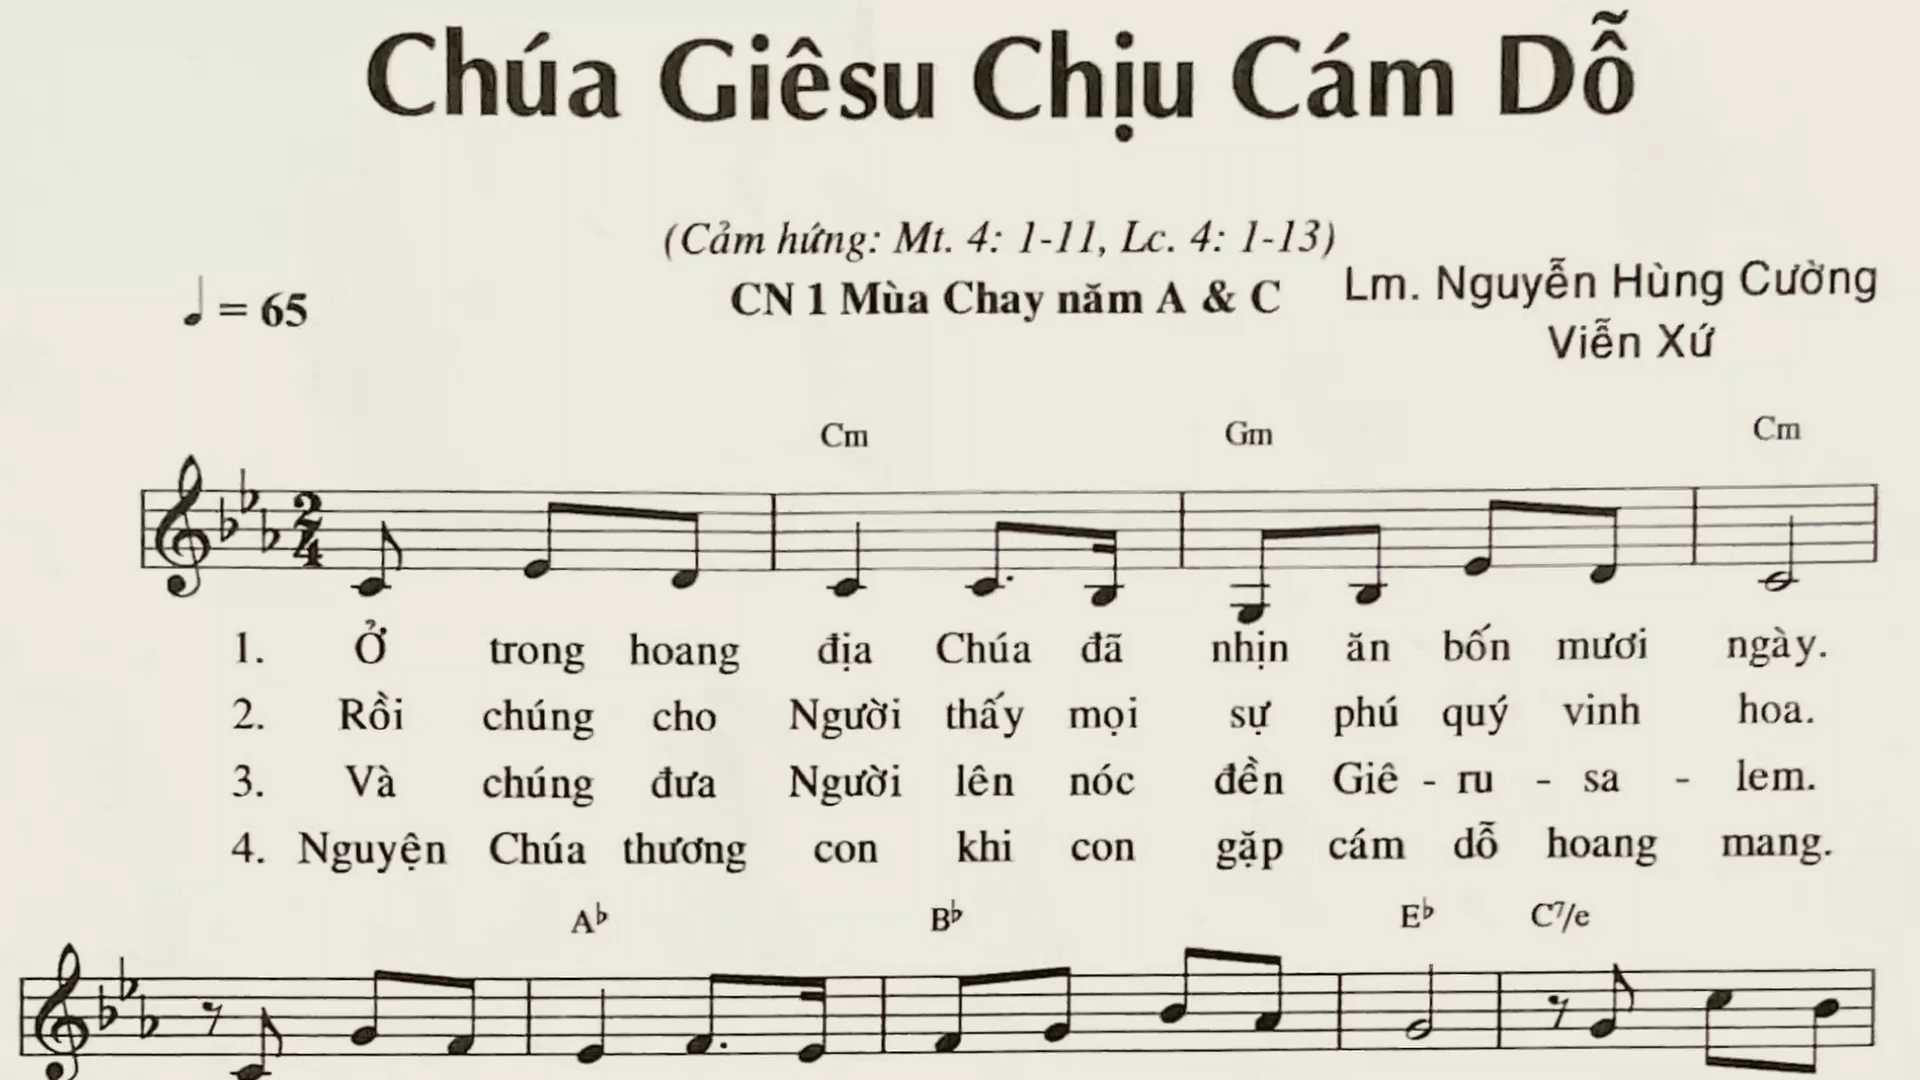 Chúa Giêsu Chịu Cám Dỗ
(Cảm hứng: Mt. 4: 1-11, Lc. 4: 1-13)
CN 1 Mùa Chay năm A & C
Lm. Nguyễn Hùng Cường
Viễn Xứ
♩ = 65
Cm Gm Cm
2/4
1. Ở trong hoang địa Chúa đã nhịn ăn bốn mươi ngày.
2. Rồi chúng cho Người thấy mọi sự phú quý vinh hoa.
3. Và chúng đưa Người lên nóc đền Giê - ru - sa - lem.
4. Nguyện Chúa thương con khi con gặp cám dỗ hoang mang.
A♭ B♭ E♭ C7/e